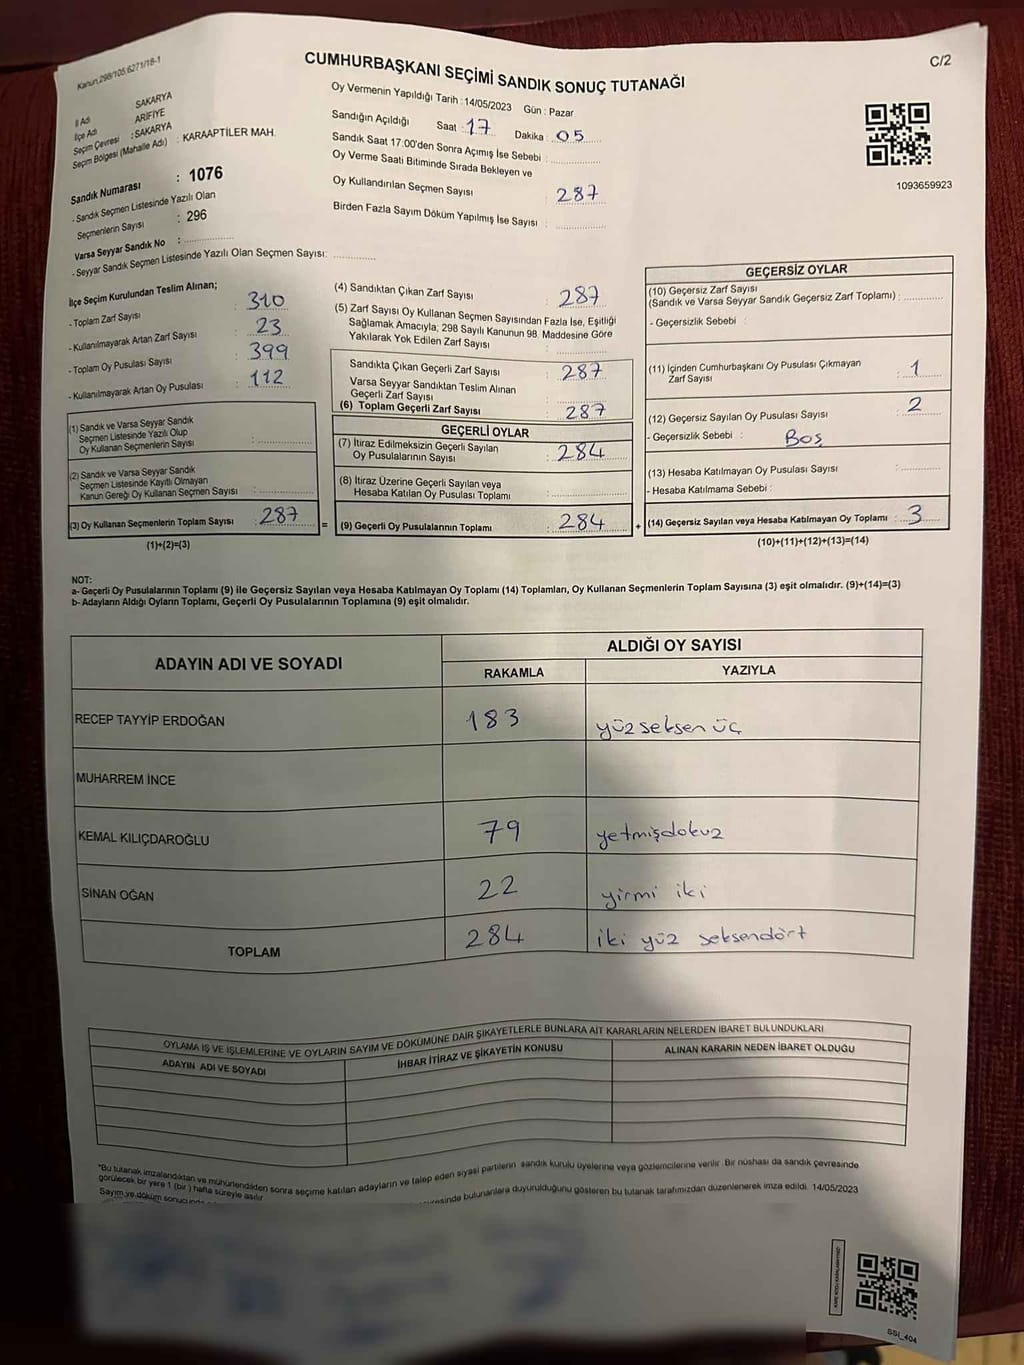 Kanun,298/105;6271/18-1
CUMHURBAŞKANI SEÇİMİ SANDIK SONUÇ TUTANAĞI
C/2
İl Adı : SAKARYA
İlçe Adı : ARİFİYE
Seçim Çevresi : SAKARYA
Seçim Bölgesi (Mahalle Adı) : KARAAPTİLER MAH.
Sandık Numarası : 1076
- Sandık Seçmen Listesinde Yazılı Olan
Seçmenlerin Sayısı : 296
Varsa Seyyar Sandık No :
- Seyyar Sandık Seçmen Listesinde Yazılı Olan Seçmen Sayısı:
Oy Vermenin Yapıldığı Tarih : 14/05/2023 Gün : Pazar
Sandığın Açıldığı Saat : 17 Dakika : 05
Sandık Saat 17:00'den Sonra Açımış İse Sebebi :
Oy Verme Saati Bitiminde Sırada Bekleyen ve
Oy Kullandırılan Seçmen Sayısı : 287
Birden Fazla Sayım Döküm Yapılmış İse Sayısı :
1093659923
İlçe Seçim Kurulundan Teslim Alınan;
- Toplam Zarf Sayısı : 310
- Kullanılmayarak Artan Zarf Sayısı : 23
- Toplam Oy Pusulası Sayısı : 399
- Kullanılmayarak Artan Oy Pusulası : 112
(1) Sandık ve Varsa Seyyar Sandık
Seçmen Listesinde Yazılı Olup
Oy Kullanan Seçmenlerin Sayısı :
(2) Sandık ve Varsa Seyyar Sandık
Seçmen Listesinde Kayıtlı Olmayan
Kanun Gereği Oy Kullanan Seçmen Sayısı :
(3) Oy Kullanan Seçmenlerin Toplam Sayısı : 287
(1)+(2)=(3)
(4) Sandıktan Çıkan Zarf Sayısı : 287
(5) Zarf Sayısı Oy Kullanan Seçmen Sayısından Fazla İse, Eşitliği
Sağlamak Amacıyla; 298 Sayılı Kanunun 98. Maddesine Göre
Yakılarak Yok Edilen Zarf Sayısı :
Sandıkta Çıkan Geçerli Zarf Sayısı : 287
Varsa Seyyar Sandıktan Teslim Alınan
Geçerli Zarf Sayısı :
(6) Toplam Geçerli Zarf Sayısı : 287
GEÇERLİ OYLAR
(7) İtiraz Edilmeksizin Geçerli Sayılan
Oy Pusulalarının Sayısı : 284
(8) İtiraz Üzerine Geçerli Sayılan veya
Hesaba Katılan Oy Pusulası Toplamı :
= (9) Geçerli Oy Pusulalarının Toplamı : 284
GEÇERSİZ OYLAR
(10) Geçersiz Zarf Sayısı
(Sandık ve Varsa Seyyar Sandık Geçersiz Zarf Toplamı) :
- Geçersizlik Sebebi :
(11) İçinden Cumhurbaşkanı Oy Pusulası Çıkmayan
Zarf Sayısı : 1
(12) Geçersiz Sayılan Oy Pusulası Sayısı : 2
- Geçersizlik Sebebi : Boş
(13) Hesaba Katılmayan Oy Pusulası Sayısı :
- Hesaba Katılmama Sebebi :
+ (14) Geçersiz Sayılan veya Hesaba Katılmayan Oy Toplamı : 3
(10)+(11)+(12)+(13)=(14)
NOT:
a- Geçerli Oy Pusulalarının Toplamı (9) ile Geçersiz Sayılan veya Hesaba Katılmayan Oy Toplamı (14) Toplamları, Oy Kullanan Seçmenlerin Toplam Sayısına (3) eşit olmalıdır. (9)+(14)=(3)
b- Adayların Aldığı Oyların Toplamı, Geçerli Oy Pusulalarının Toplamına (9) eşit olmalıdır.
ADAYIN ADI VE SOYADI ALDIĞI OY SAYISI
RAKAMLA YAZIYLA
RECEP TAYYİP ERDOĞAN 183 yüz seksen üç
MUHARREM İNCE
KEMAL KILIÇDAROĞLU 79 yetmişdokuz
SİNAN OĞAN 22 yirmi iki
TOPLAM 284 iki yüz seksendört
OYLAMA İŞ VE İŞLEMLERİNE VE OYLARIN SAYIM VE DÖKÜMÜNE DAİR ŞİKAYETLERLE BUNLARA AİT KARARLARIN NELERDEN İBARET BULUNDUKLARI
ADAYIN ADI VE SOYADI İHBAR İTİRAZ VE ŞİKAYETİN KONUSU ALINAN KARARIN NEDEN İBARET OLDUĞU
*Bu tutanak imzalandıktan ve mühürlendikten sonra seçime katılan adayların ve talep eden siyasi partilerin sandık kurulu üyelerine veya gözlemcilerine verilir. Bir nüshası da sandık çevresinde
görülecek bir yere 1 (bir) hafta süreyle asılır.
Sayım ve döküm sonucunda bulunanlara duyurulduğunu gösteren bu tutanak tarafımızdan düzenlenerek imza edildi. 14/05/2023
SSL_404